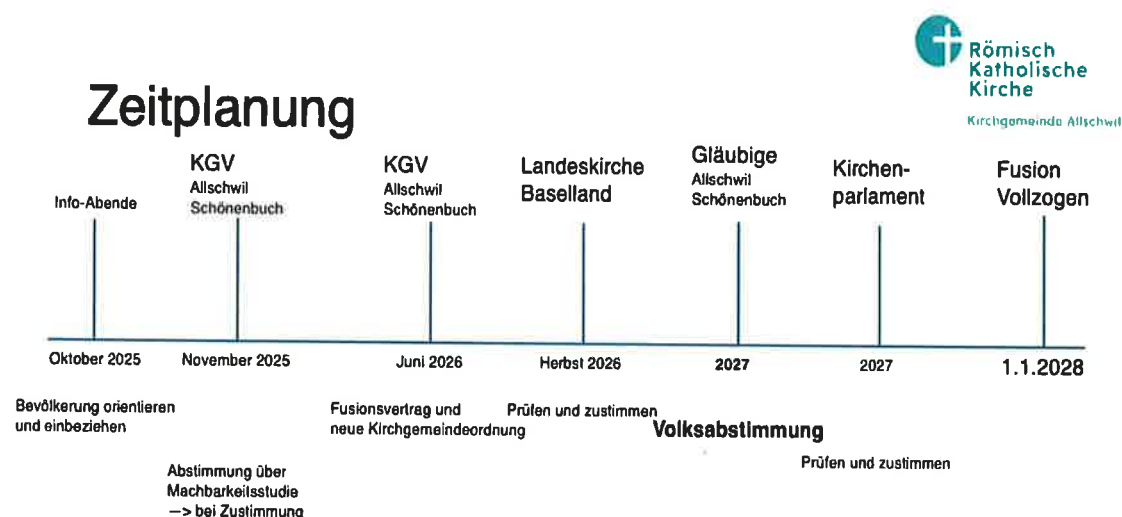 Römisch
Katholische
Kirche
Kirchgemeinde Allschwil
Zeitplanung
Info-Abende
KGV
Allschwil
Schönenbuch
KGV
Allschwil
Schönenbuch
Landeskirche
Baselland
Gläubige
Allschwil
Schönenbuch
Kirchen-
parlament
Fusion
Vollzogen
Oktober 2025
November 2025
Juni 2026
Herbst 2026
2027
2027
1.1.2028
Bevölkerung orientieren
und einbeziehen
Abstimmung über
Machbarkeitsstudie
—> bei Zustimmung
Fusionsvertrag und
neue Kirchgemeindeordnung
Prüfen und zustimmen
Volksabstimmung
Prüfen und zustimmen